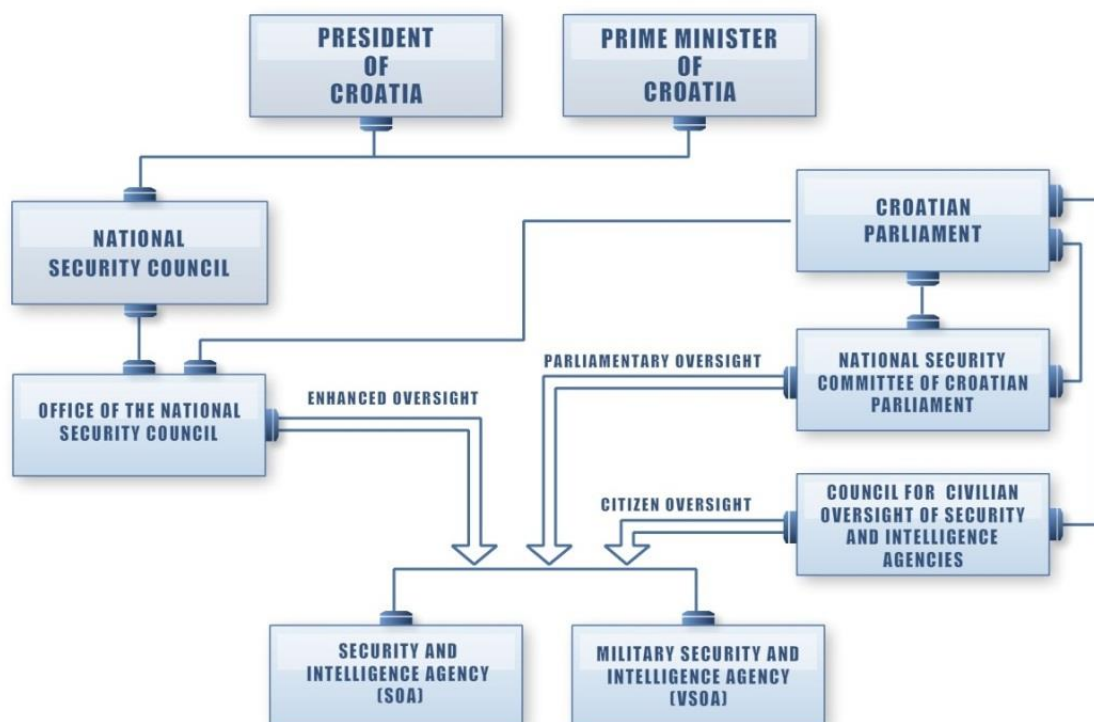 PRESIDENT
OF
CROATIA
PRIME MINISTER
OF
CROATIA
NATIONAL
SECURITY COUNCIL
CROATIAN
PARLIAMENT
OFFICE OF THE NATIONAL
SECURITY COUNCIL
ENHANCED OVERSIGHT
PARLIAMENTARY OVERSIGHT
NATIONAL SECURITY
COMMITTEE OF CROATIAN
PARLIAMENT
CITIZEN OVERSIGHT
COUNCIL FOR CIVILIAN
OVERSIGHT OF SECURITY
AND INTELLIGENCE
AGENCIES
SECURITY AND
INTELLIGENCE AGENCY
(SOA)
MILITARY SECURITY AND
INTELLIGENCE AGENCY
(VSOA)